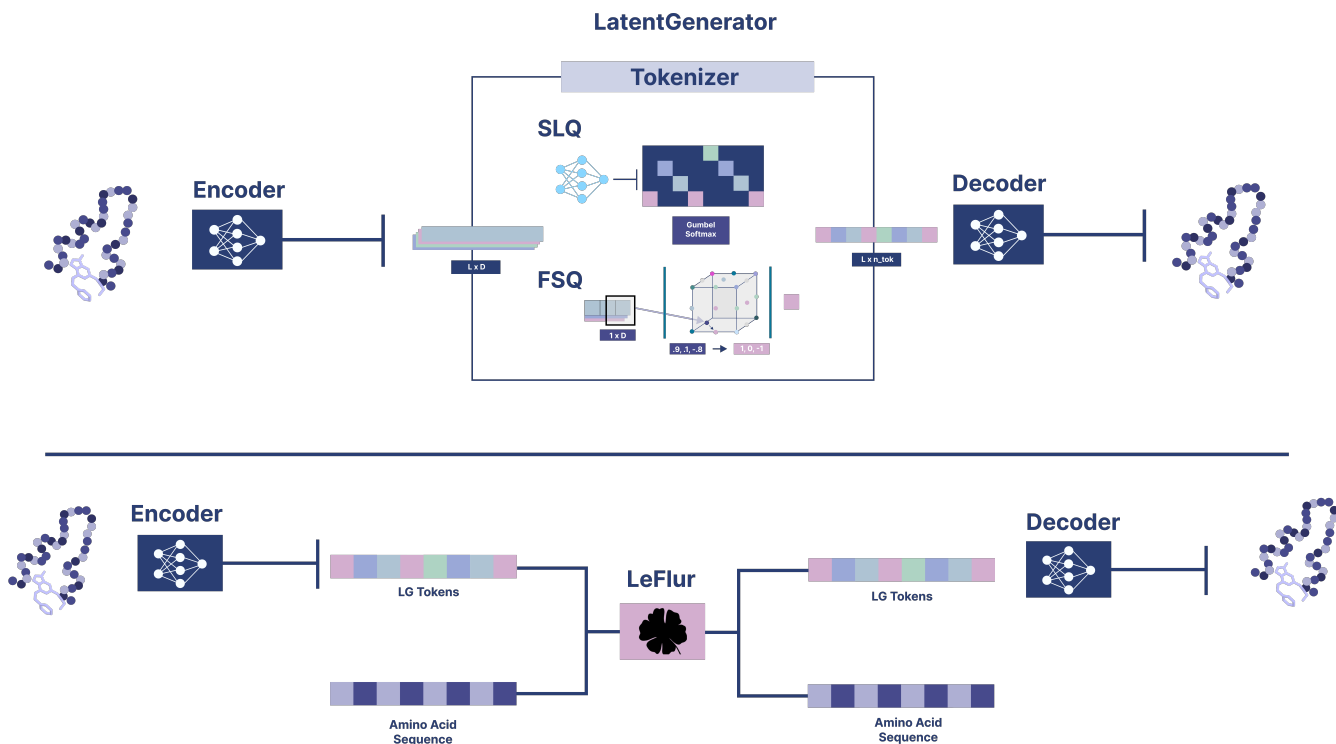 LatentGenerator
Tokenizer
SLQ
Encoder
Decoder
Gumbel
Softmax
L x D
L x n_tok
FSQ
1 x D
.9, .1, -.8
1, 0, -1
Encoder
Decoder
LG Tokens
LeFlur
LG Tokens
Amino Acid
Sequence
Amino Acid
Sequence